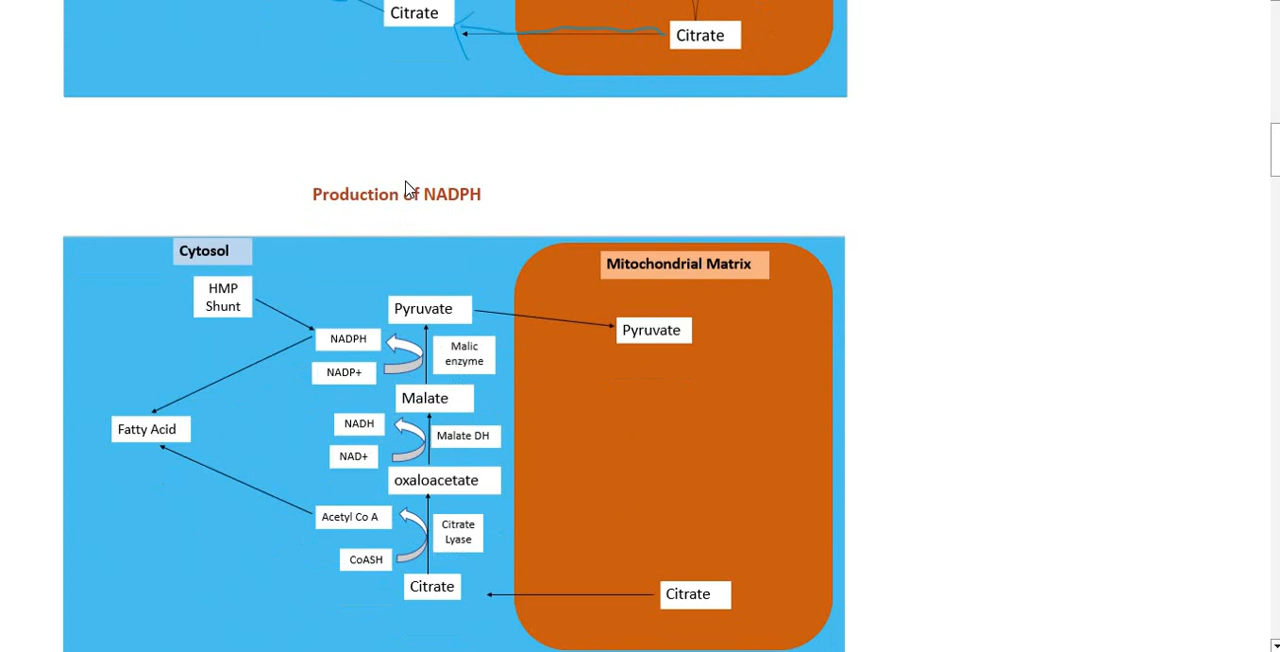 Citrate
Citrate
Production of NADPH
Cytosol
Mitochondrial Matrix
HMP
Shunt
Pyruvate
Pyruvate
NADPH
Malic
enzyme
NADP+
Malate
Fatty Acid
NADH
Malate DH
NAD+
oxaloacetate
Acetyl Co A
Citrate
Lyase
CoASH
Citrate
Citrate